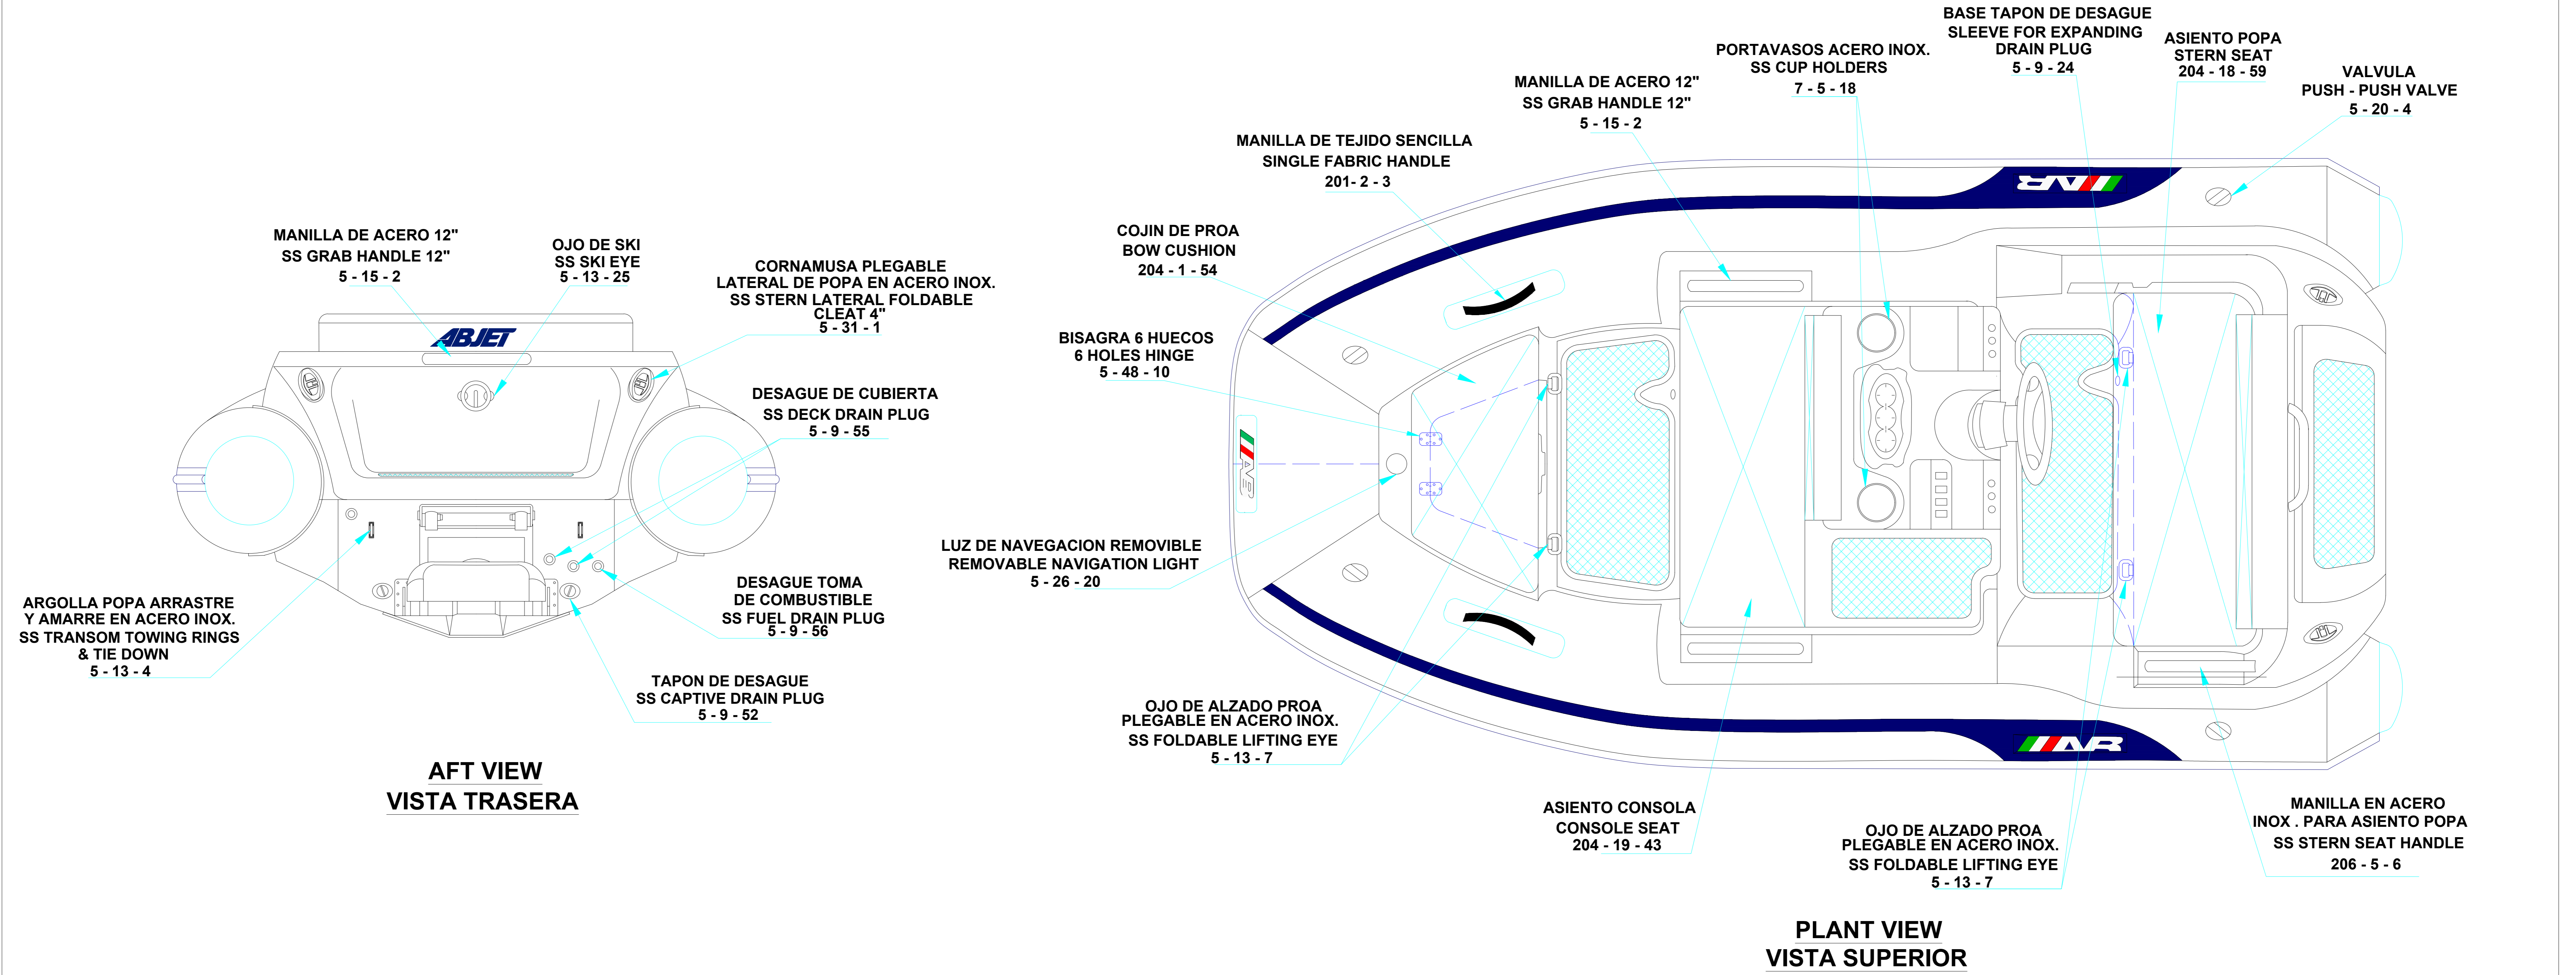 MANILLA DE ACERO 12"
SS GRAB HANDLE 12"
5 - 15 - 2
OJO DE SKI
SS SKI EYE
5 - 13 - 25
CORNAMUSA PLEGABLE
LATERAL DE POPA EN ACERO INOX.
SS STERN LATERAL FOLDABLE
CLEAT 4"
5 - 31 - 1
ABJET
DESAGUE DE CUBIERTA
SS DECK DRAIN PLUG
5 - 9 - 55
DESAGUE TOMA
DE COMBUSTIBLE
SS FUEL DRAIN PLUG
5 - 9 - 56
ARGOLLA POPA ARRASTRE
Y AMARRE EN ACERO INOX.
SS TRANSOM TOWING RINGS
& TIE DOWN
5 - 13 - 4
TAPON DE DESAGUE
SS CAPTIVE DRAIN PLUG
5 - 9 - 52
AFT VIEW
VISTA TRASERA
BASE TAPON DE DESAGUE
SLEEVE FOR EXPANDING
DRAIN PLUG
5 - 9 - 24
ASIENTO POPA
STERN SEAT
204 - 18 - 59
VALVULA
PUSH - PUSH VALVE
5 - 20 - 4
PORTAVASOS ACERO INOX.
SS CUP HOLDERS
7 - 5 - 18
MANILLA DE ACERO 12"
SS GRAB HANDLE 12"
5 - 15 - 2
MANILLA DE TEJIDO SENCILLA
SINGLE FABRIC HANDLE
201- 2 - 3
COJIN DE PROA
BOW CUSHION
204 - 1 - 54
BISAGRA 6 HUECOS
6 HOLES HINGE
5 - 48 - 10
LUZ DE NAVEGACION REMOVIBLE
REMOVABLE NAVIGATION LIGHT
5 - 26 - 20
OJO DE ALZADO PROA
PLEGABLE EN ACERO INOX.
SS FOLDABLE LIFTING EYE
5 - 13 - 7
ASIENTO CONSOLA
CONSOLE SEAT
204 - 19 - 43
OJO DE ALZADO PROA
PLEGABLE EN ACERO INOX.
SS FOLDABLE LIFTING EYE
5 - 13 - 7
MANILLA EN ACERO
INOX . PARA ASIENTO POPA
SS STERN SEAT HANDLE
206 - 5 - 6
PLANT VIEW
VISTA SUPERIOR